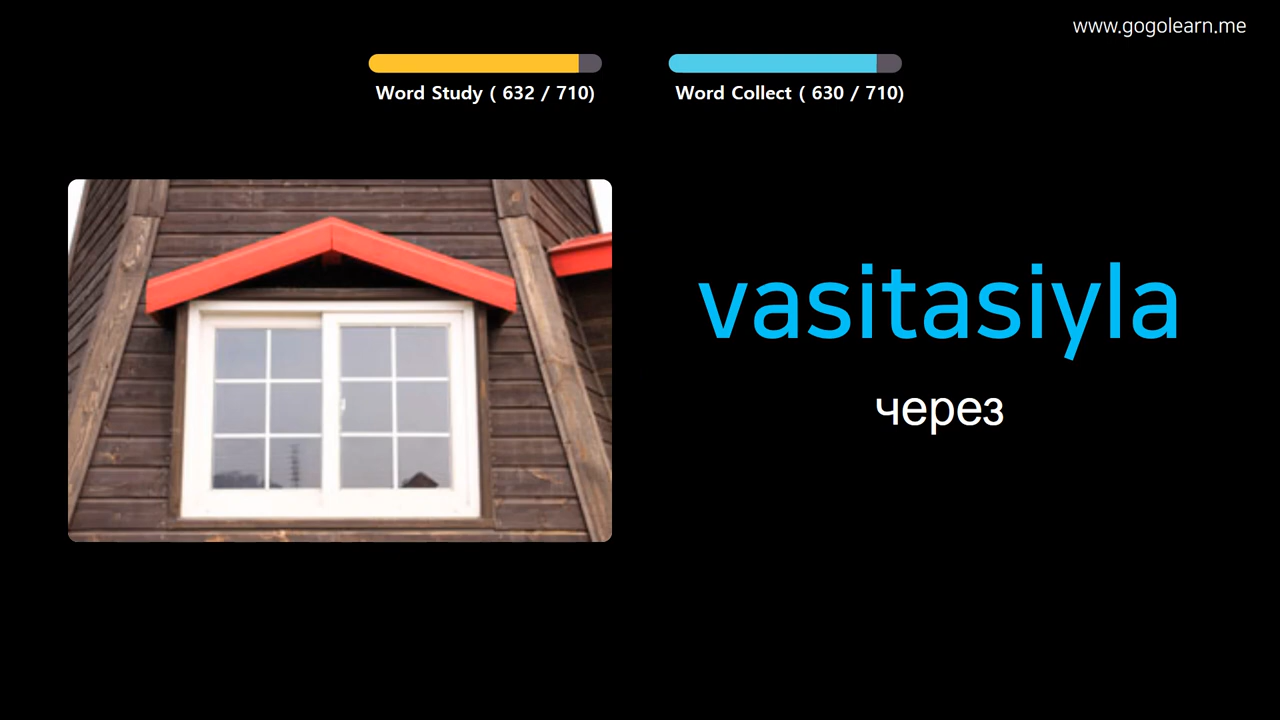 www.gogolearn.me
Word Study ( 632 / 710)
Word Collect ( 630 / 710)
vasitasiyla
через